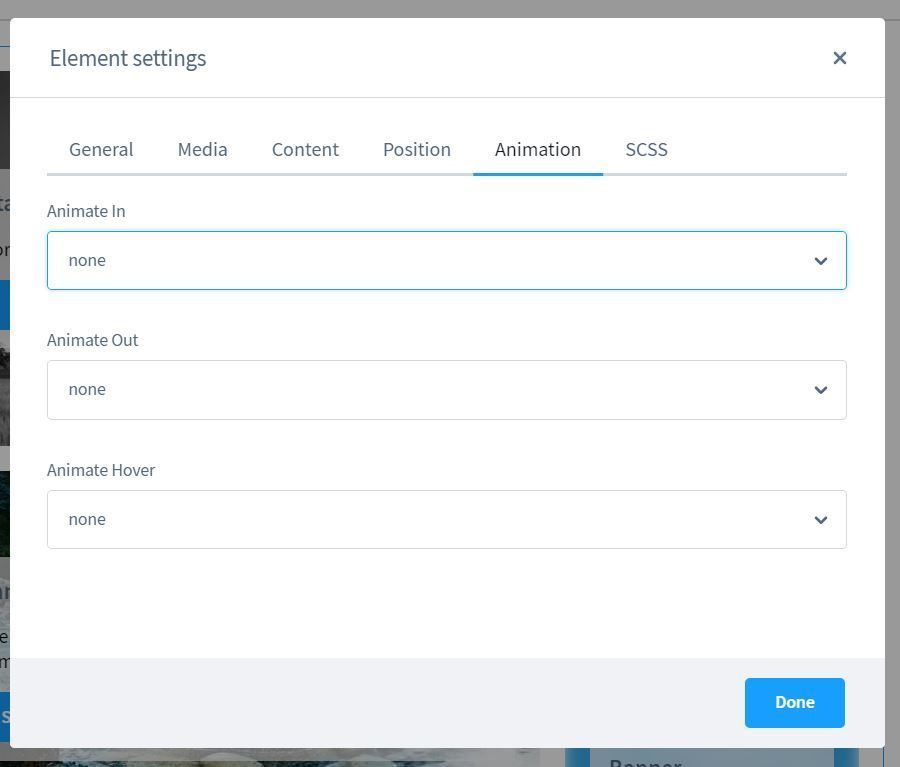 Element settings
General Media Content Position Animation SCSS
Animate In
none
Animate Out
none
Animate Hover
none
Done